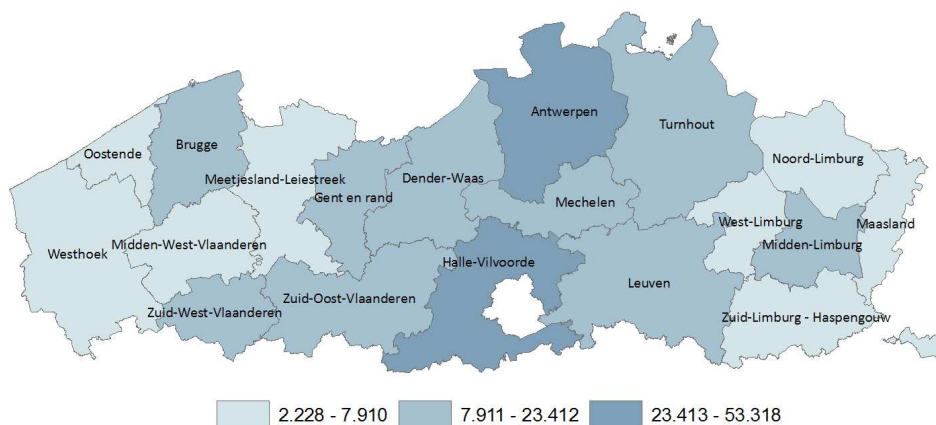 Antwerpen
Turnhout
Brugge
Oostende
Noord-Limburg
Meetjesland-Leiestreek
Dender-Waas
Gent en rand
Mechelen
West-Limburg
Maasland
Midden-West-Vlaanderen
Midden-Limburg
Westhoek
Halle-Vilvoorde
Leuven
Zuid-Oost-Vlaanderen
Zuid-West-Vlaanderen
Zuid-Limburg - Haspengouw
2.228 - 7.910
7.911 - 23.412
23.413 - 53.318